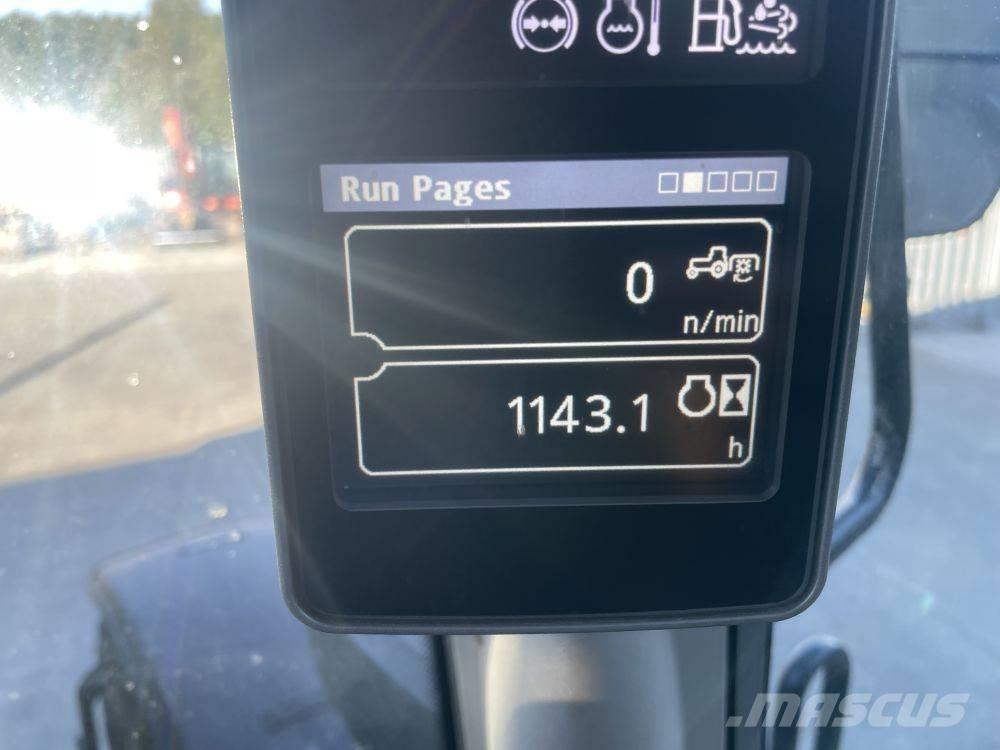 Run Pages
0
n/min
1143.1
h
MASCUS